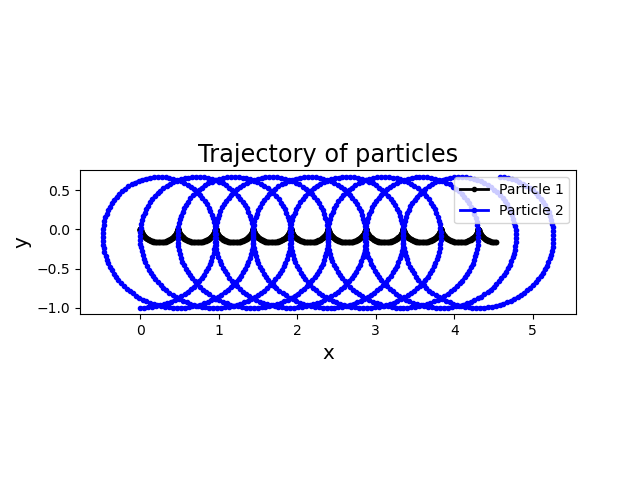 Trajectory of particles
Particle 1
Particle 2
0.5
0.0
−0.5
−1.0
y
0 1 2 3 4 5
x